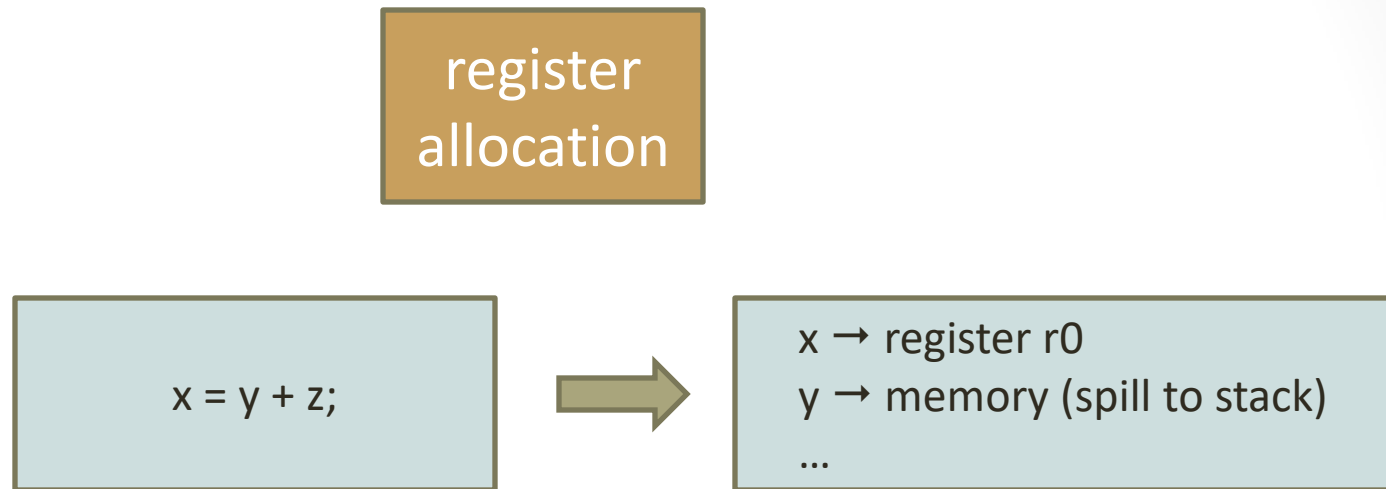 register
allocation
x = y + z;
x → register r0
y → memory (spill to stack)
…